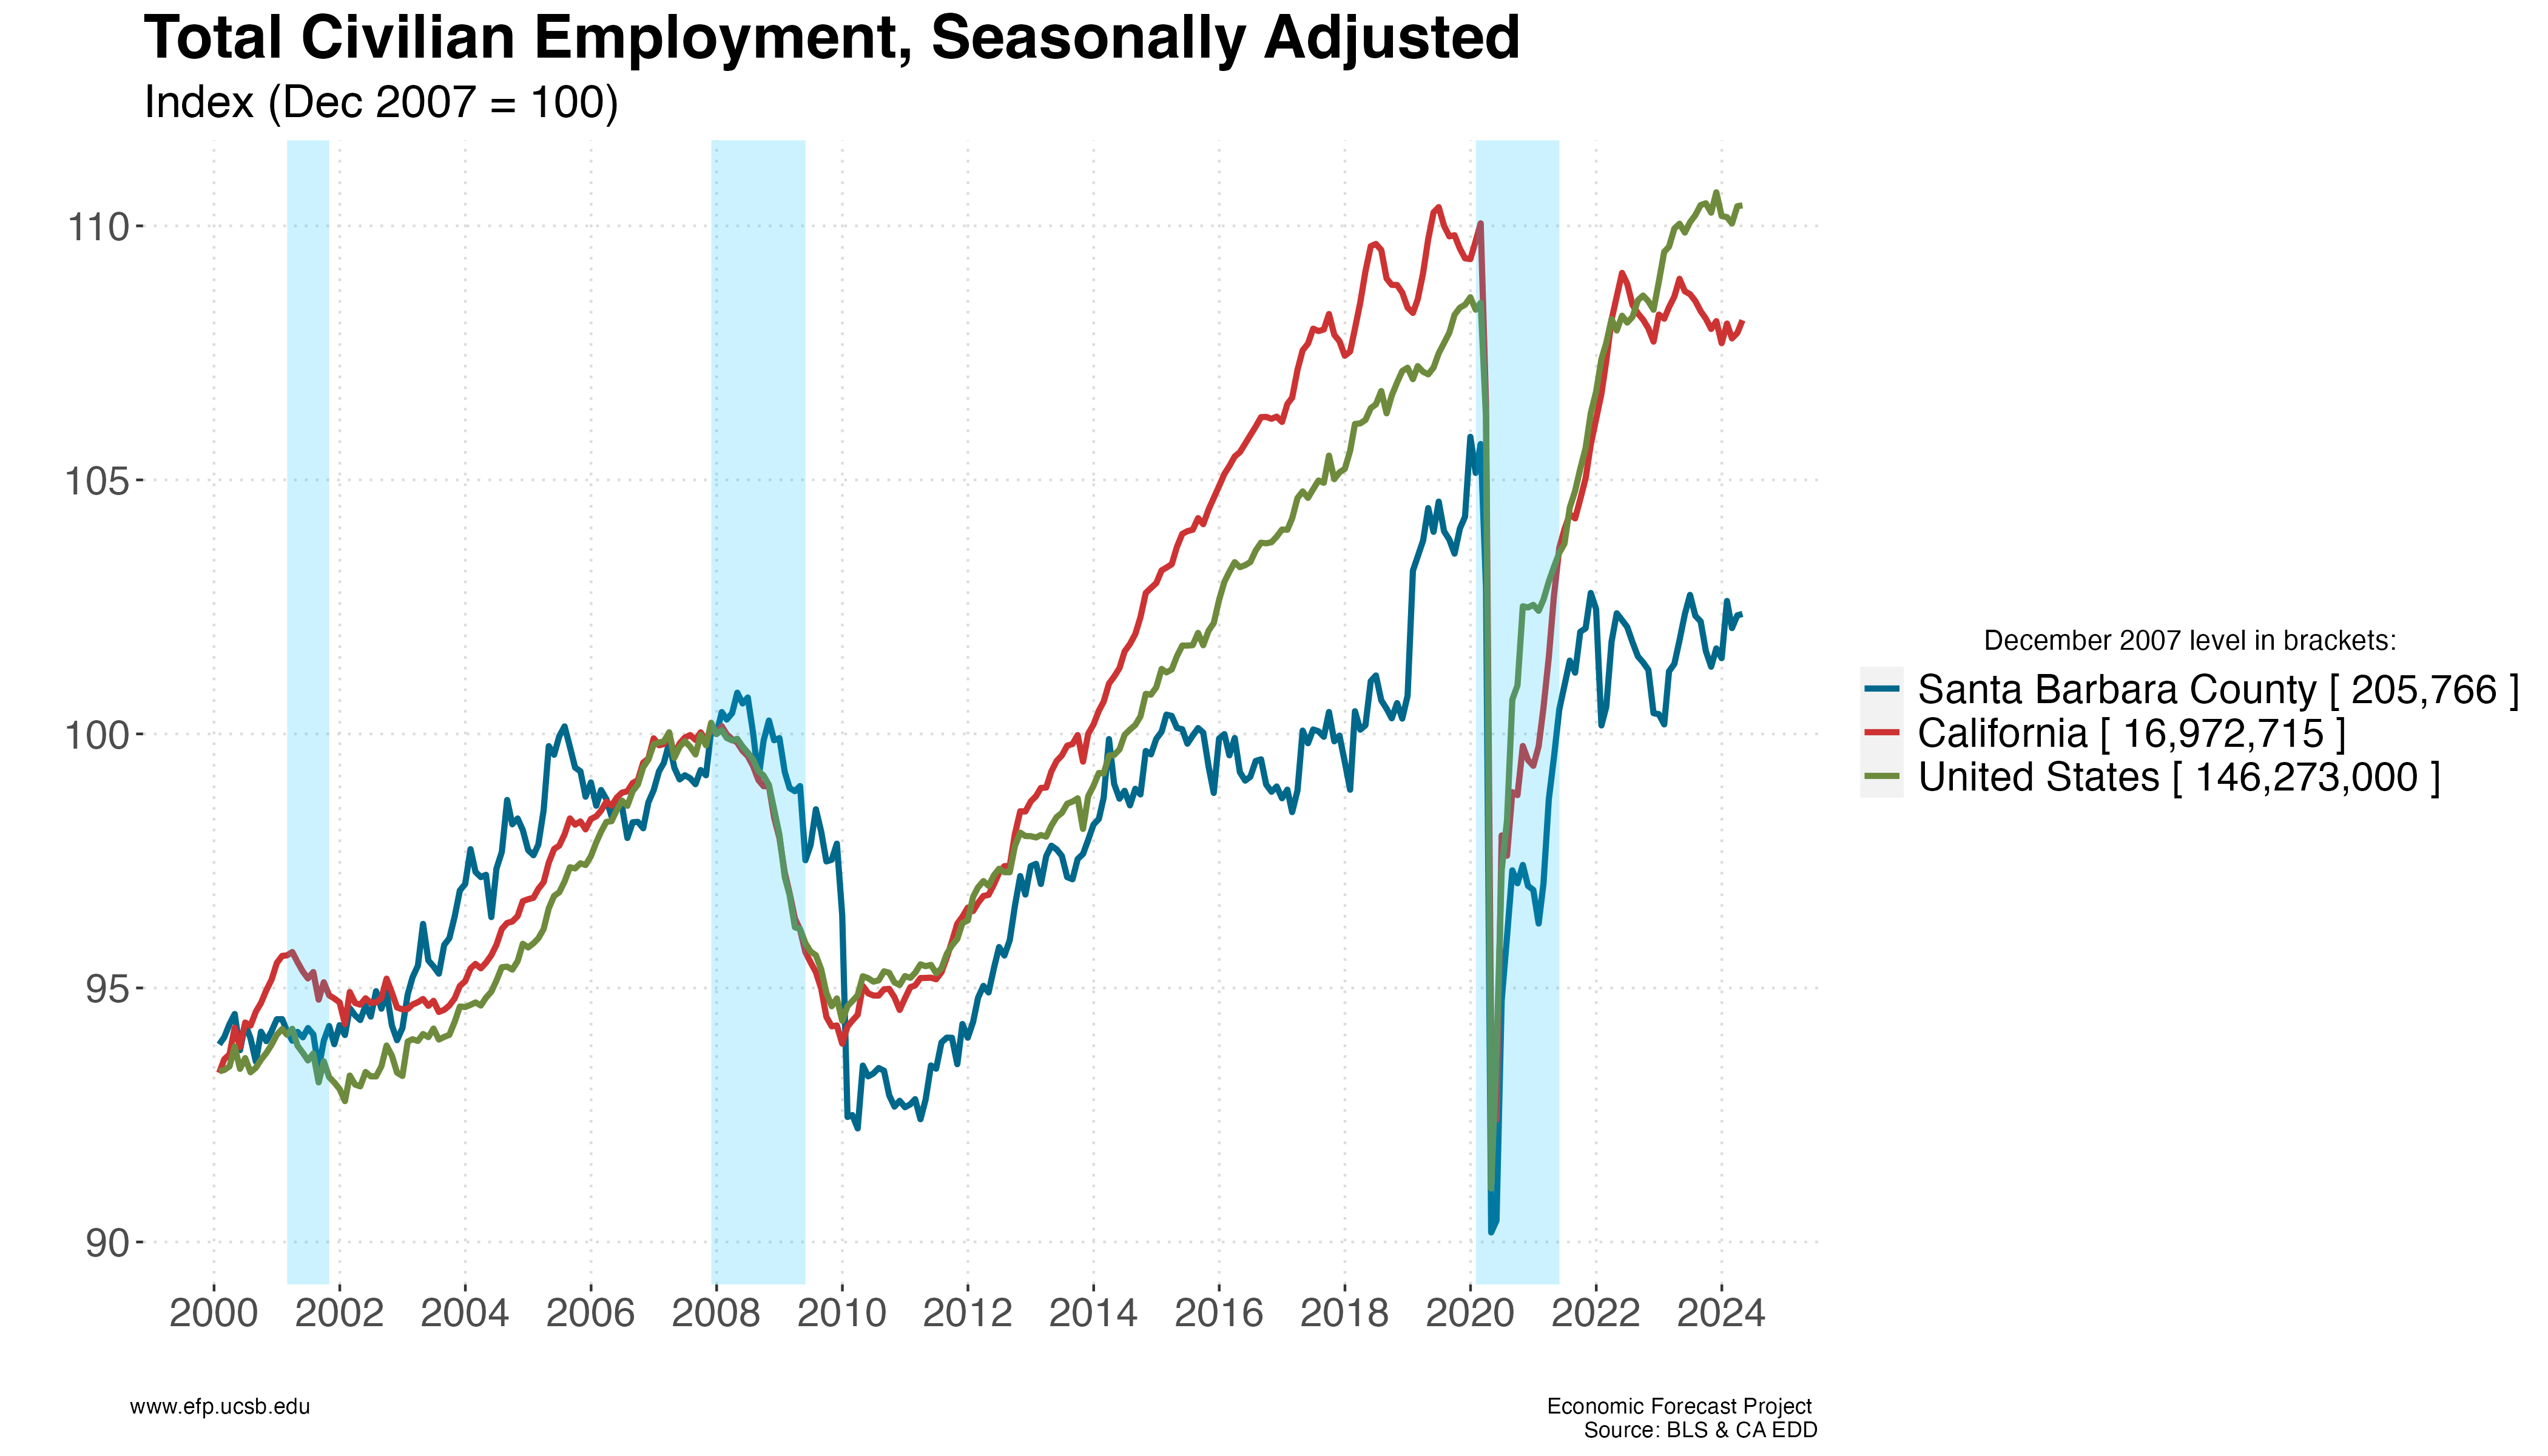 Total Civilian Employment, Seasonally Adjusted
Index (Dec 2007 = 100)
110
105
100
95
90
2000 2002 2004 2006 2008 2010 2012 2014 2016 2018 2020 2022 2024
December 2007 level in brackets:
Santa Barbara County [ 205,766 ]
California [ 16,972,715 ]
United States [ 146,273,000 ]
www.efp.ucsb.edu
Economic Forecast Project
Source: BLS & CA EDD